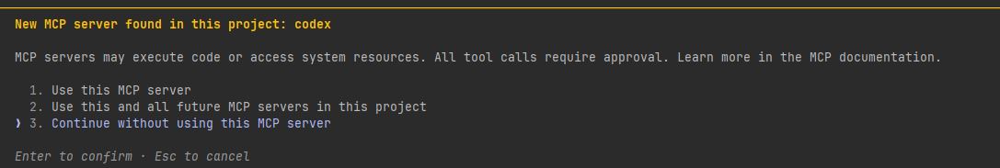 New MCP server found in this project: codex
MCP servers may execute code or access system resources. All tool calls require approval. Learn more in the MCP documentation.
1. Use this MCP server
2. Use this and all future MCP servers in this project
❯ 3. Continue without using this MCP server
Enter to confirm · Esc to cancel